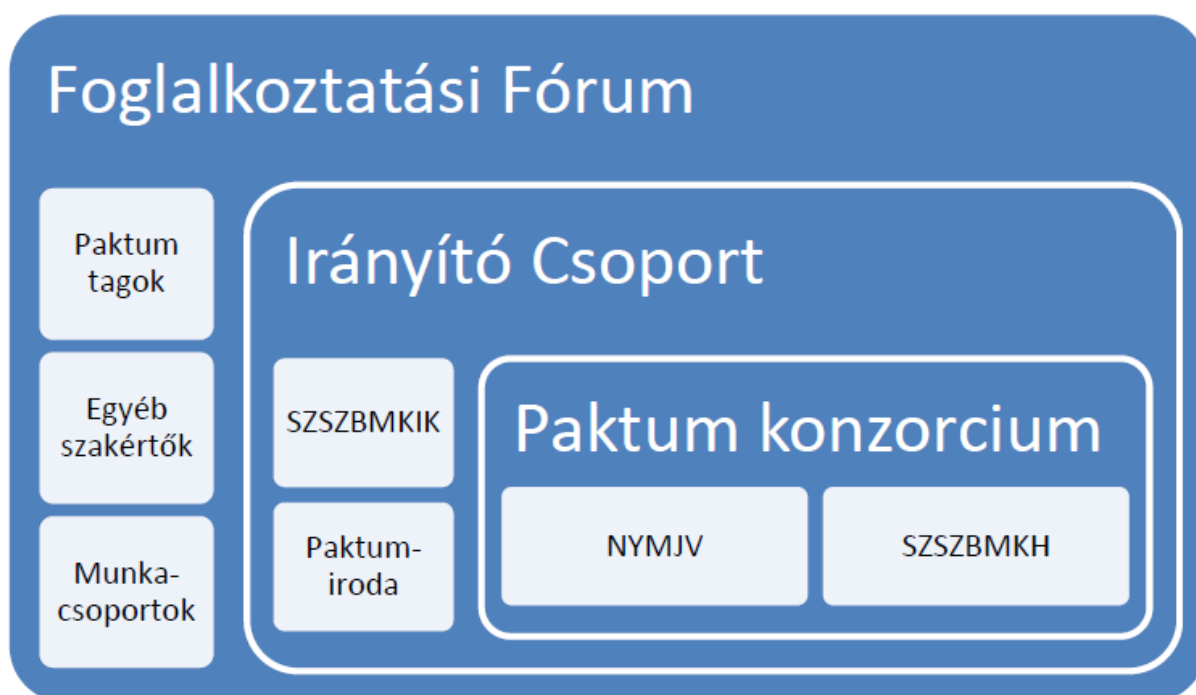 Foglalkoztatási Fórum
Paktum
tagok
Egyéb
szakértők
Munka-
csoportok
Irányító Csoport
SZSZBMKIK
Paktum-
iroda
Paktum konzorcium
NYMJV
SZSZBMKH